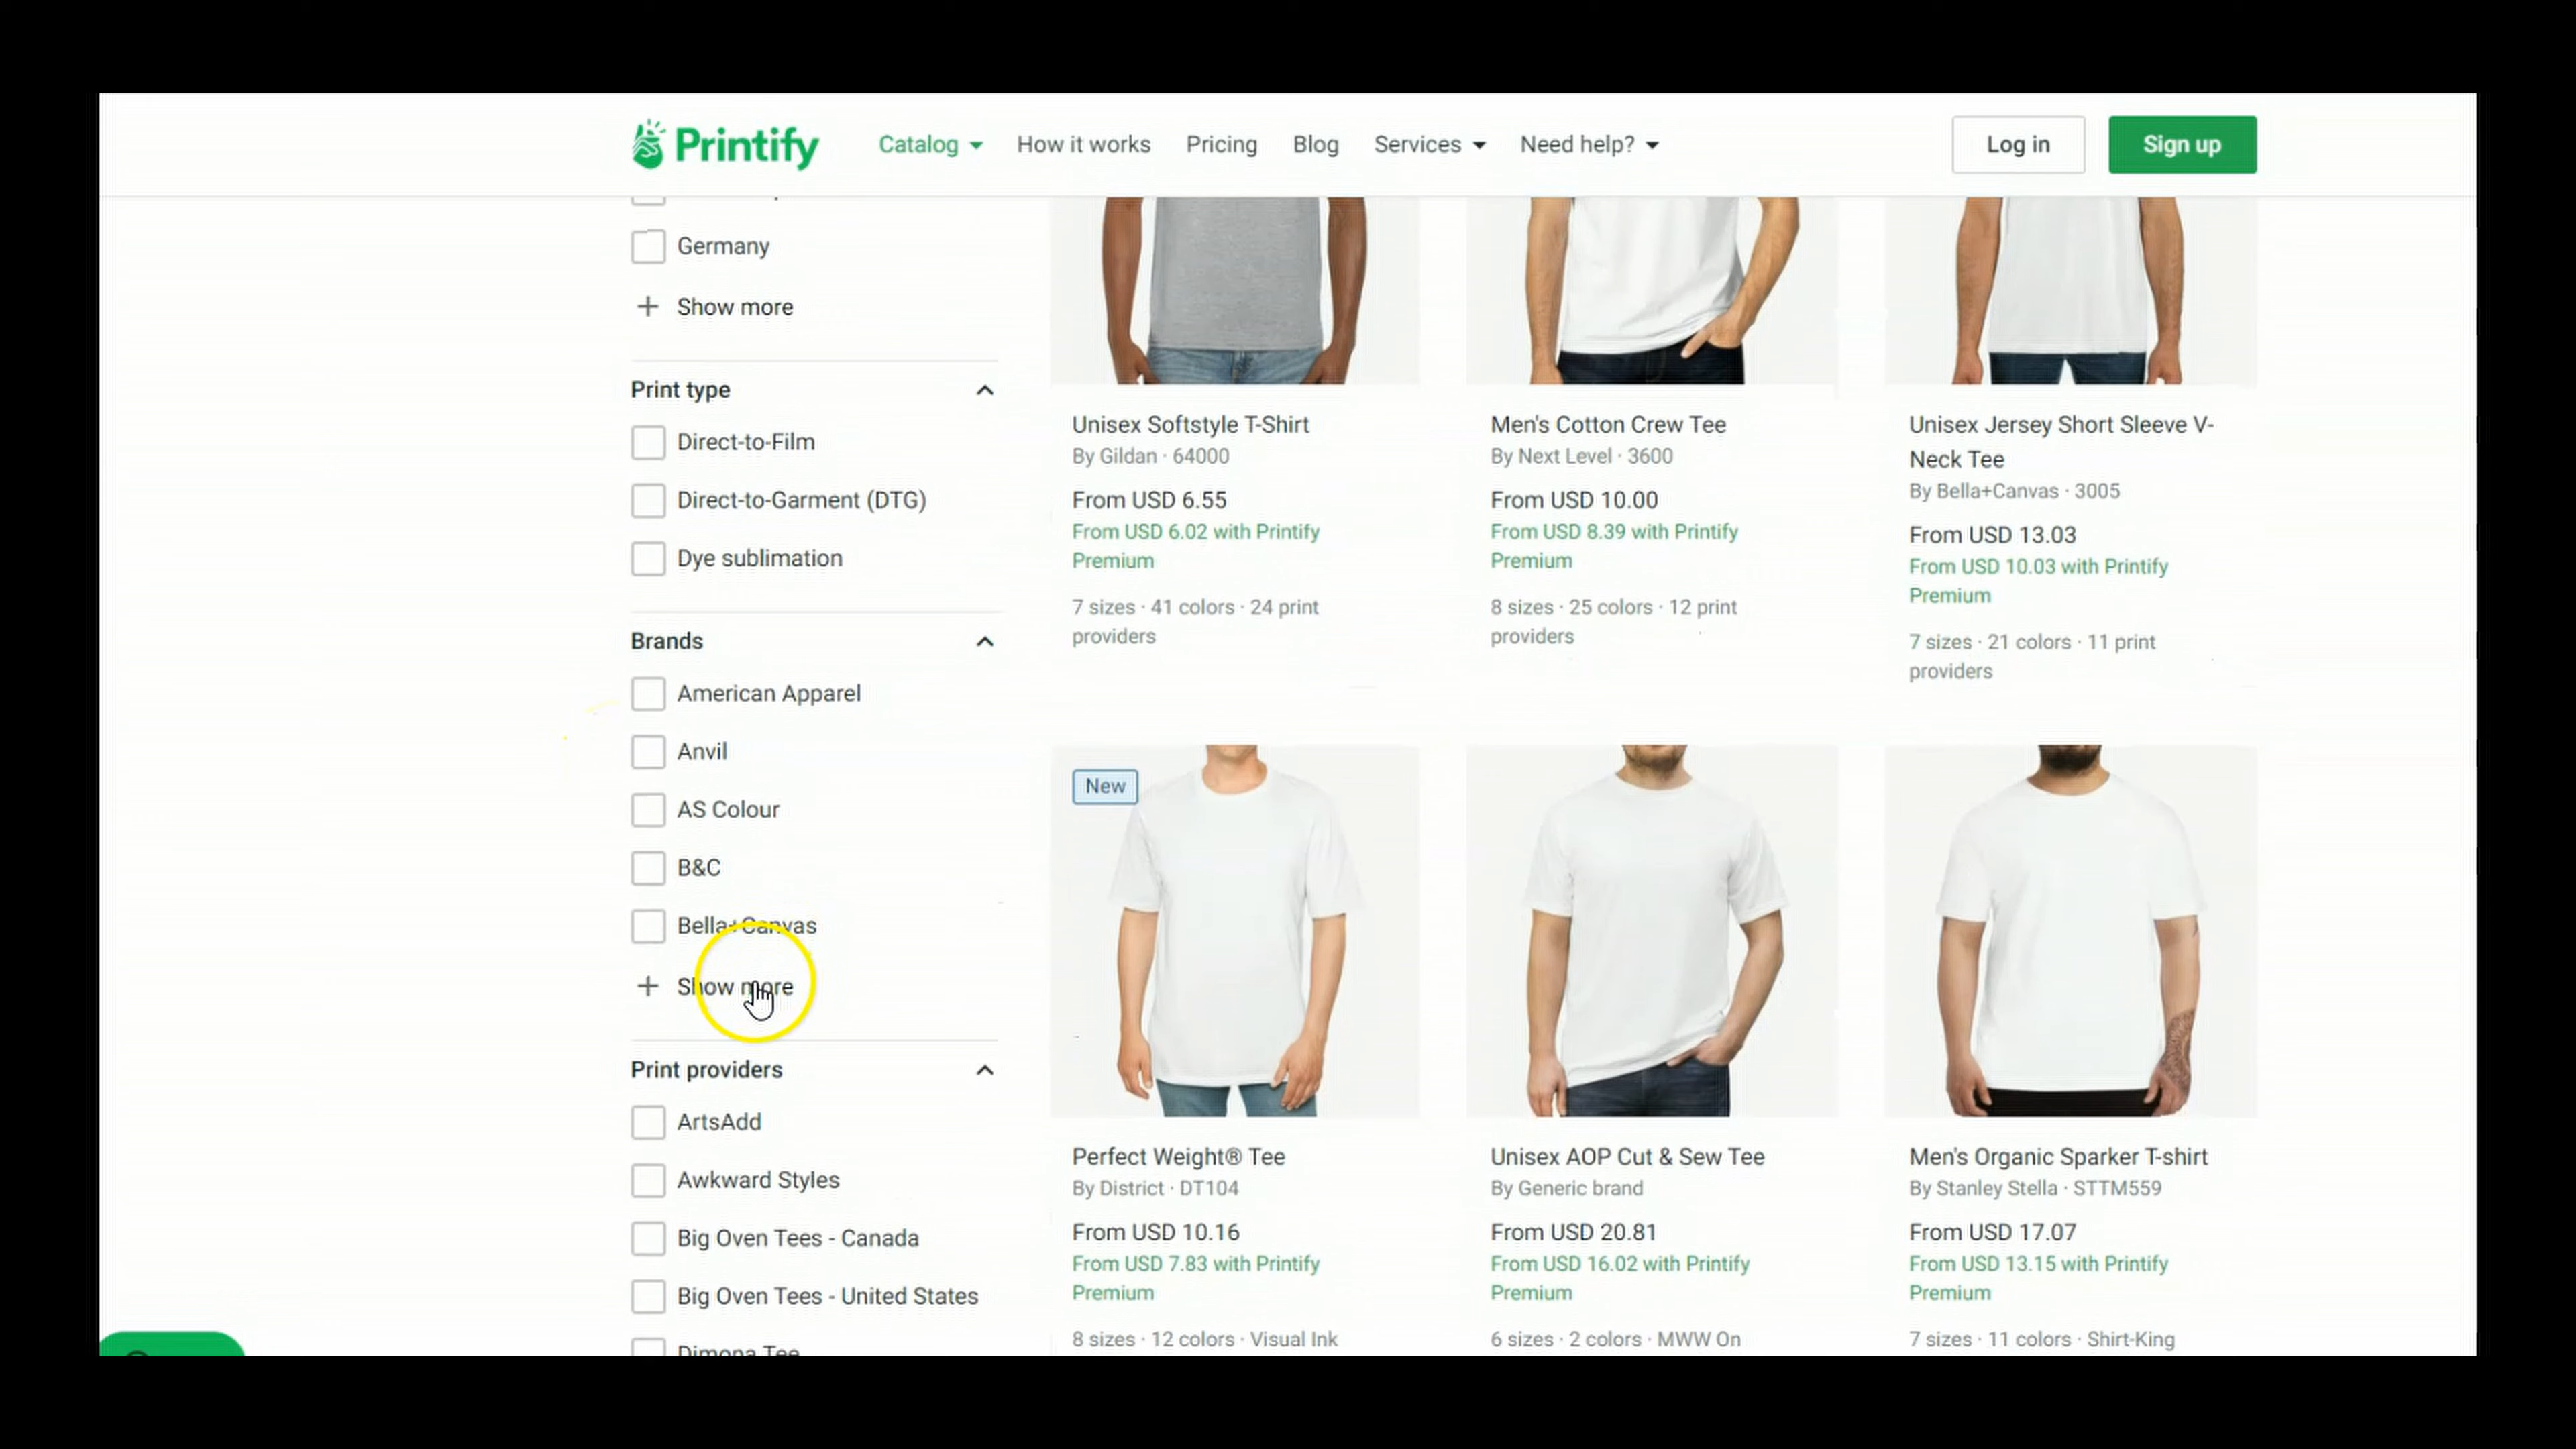 Printify
Catalog
How it works
Pricing
Blog
Services
Need help?
Log in
Sign up
Germany
+ Show more
Print type
Direct-to-Film
Direct-to-Garment (DTG)
Dye sublimation
Brands
American Apparel
Anvil
AS Colour
B&C
Bella+Canvas
+ Show more
Print providers
ArtsAdd
Awkward Styles
Big Oven Tees - Canada
Big Oven Tees - United States
Dimona Tee
Unisex Softstyle T-Shirt
By Gildan · 64000
From USD 6.55
From USD 6.02 with Printify
Premium
7 sizes · 41 colors · 24 print
providers
Men's Cotton Crew Tee
By Next Level · 3600
From USD 10.00
From USD 8.39 with Printify
Premium
8 sizes · 25 colors · 12 print
providers
Unisex Jersey Short Sleeve V-
Neck Tee
By Bella+Canvas · 3005
From USD 13.03
From USD 10.03 with Printify
Premium
7 sizes · 21 colors · 11 print
providers
New
Perfect Weight® Tee
By District · DT104
From USD 10.16
From USD 7.83 with Printify
Premium
8 sizes · 12 colors · Visual Ink
Unisex AOP Cut & Sew Tee
By Generic brand
From USD 20.81
From USD 16.02 with Printify
Premium
6 sizes · 2 colors · MWW On
Men's Organic Sparker T-shirt
By Stanley Stella · STTM559
From USD 17.07
From USD 13.15 with Printify
Premium
7 sizes · 11 colors · Shirt-King